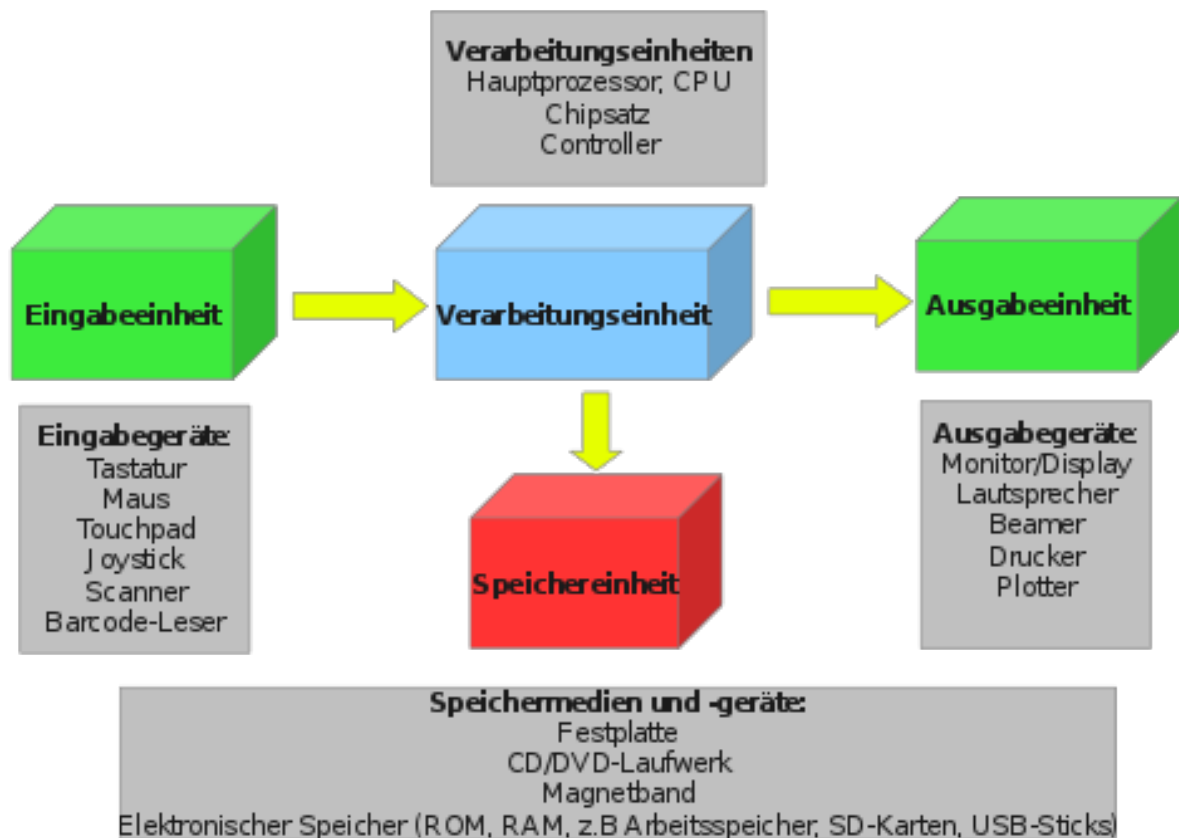 Verarbeitungseinheiten
Hauptprozessor, CPU
Chipsatz
Controller
Eingabeeinheit
Verarbeitungseinheit
Ausgabeeinheit
Eingabegeräte:
Tastatur
Maus
Touchpad
Joystick
Scanner
Barcode-Leser
Speichereinheit
Ausgabegeräte:
Monitor/Display
Lautsprecher
Beamer
Drucker
Plotter
Speichermedien und -geräte:
Festplatte
CD/DVD-Laufwerk
Magnetband
Elektronischer Speicher (ROM, RAM, z.B Arbeitsspeicher, SD-Karten, USB-Sticks)